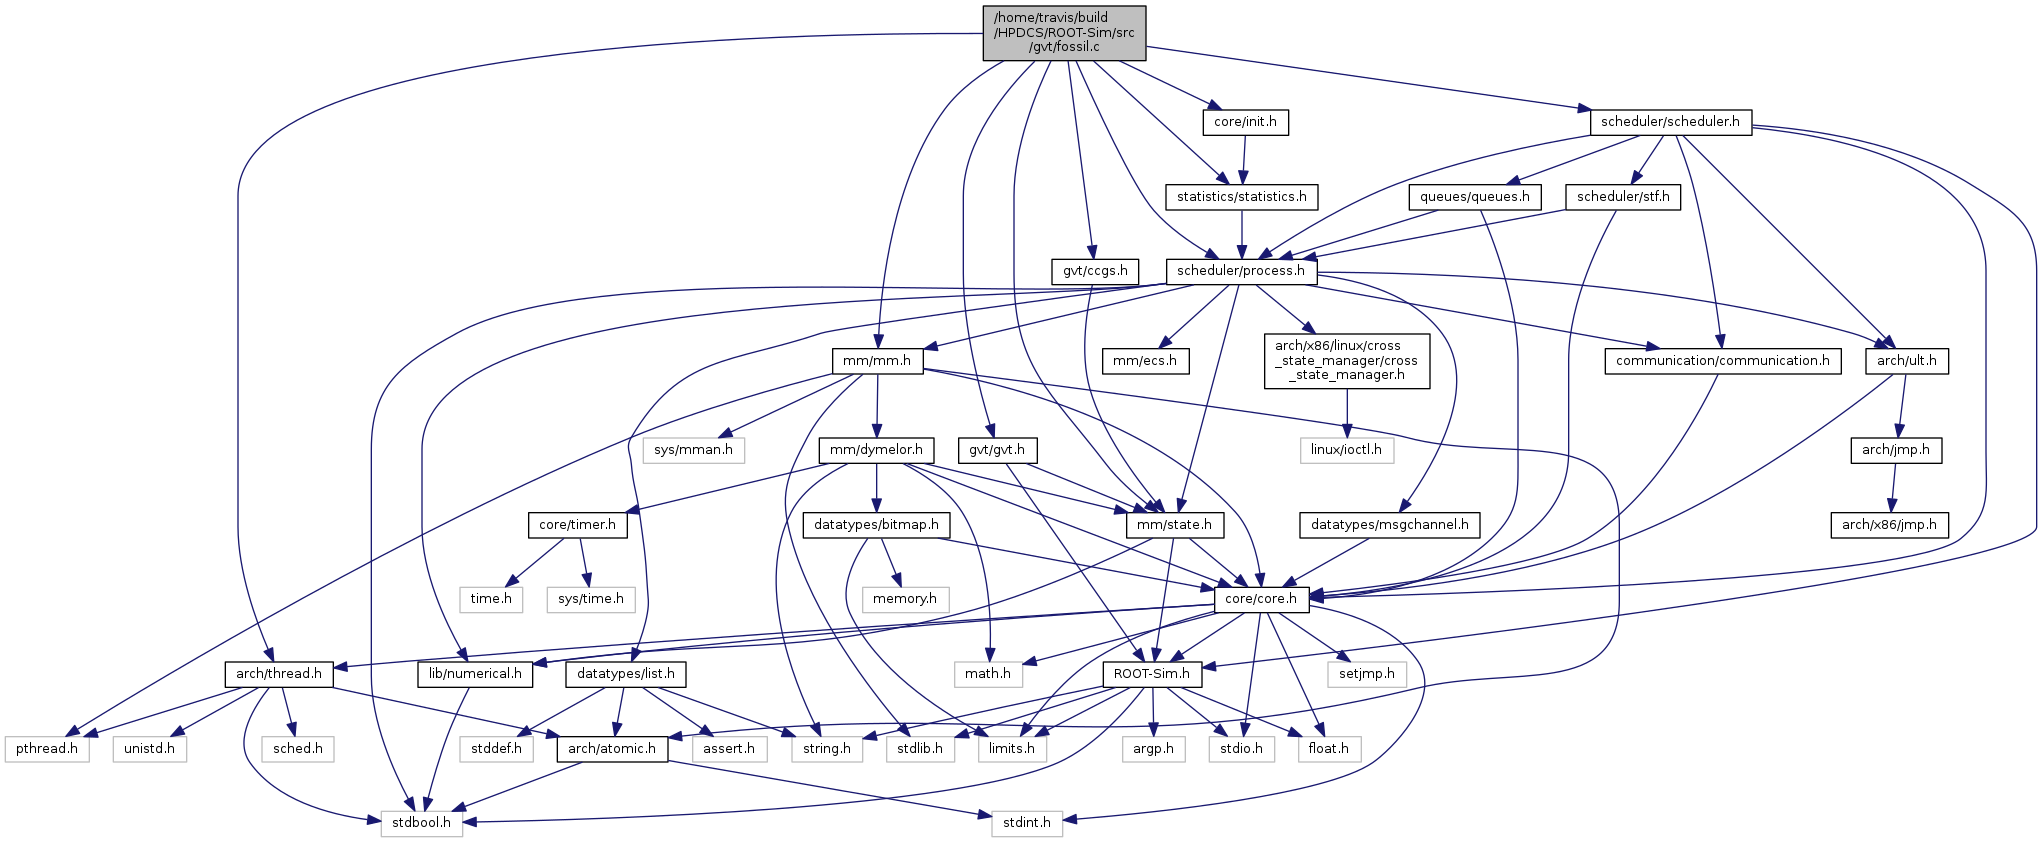 /home/travis/build
/HPDCS/ROOT-Sim/src
/gvt/fossil.c
core/init.h
scheduler/scheduler.h
statistics/statistics.h
queues/queues.h
scheduler/stf.h
gvt/ccgs.h
scheduler/process.h
mm/mm.h
mm/ecs.h
arch/x86/linux/cross
_state_manager/cross
_state_manager.h
communication/communication.h
arch/ult.h
sys/mman.h
mm/dymelor.h
gvt/gvt.h
linux/ioctl.h
arch/jmp.h
core/timer.h
datatypes/bitmap.h
mm/state.h
datatypes/msgchannel.h
arch/x86/jmp.h
time.h
sys/time.h
memory.h
core/core.h
arch/thread.h
lib/numerical.h
datatypes/list.h
math.h
ROOT-Sim.h
setjmp.h
pthread.h
unistd.h
sched.h
stddef.h
arch/atomic.h
assert.h
string.h
stdlib.h
limits.h
argp.h
stdio.h
float.h
stdbool.h
stdint.h